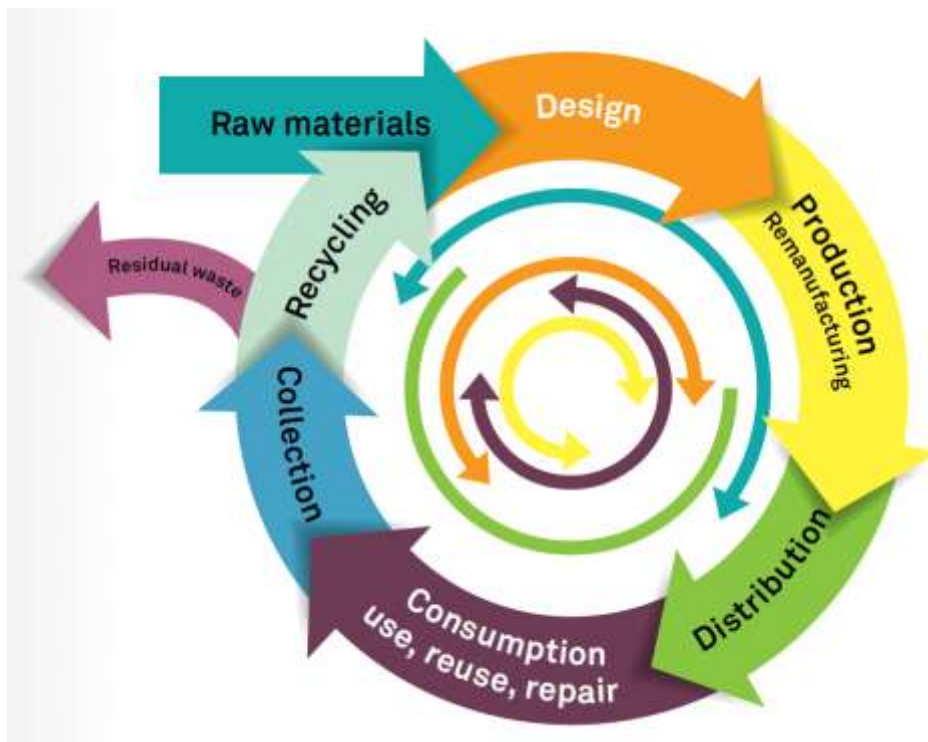 Raw materials
Design
Production
Remanufacturing
Distribution
Consumption
use, reuse, repair
Collection
Recycling
Residual waste